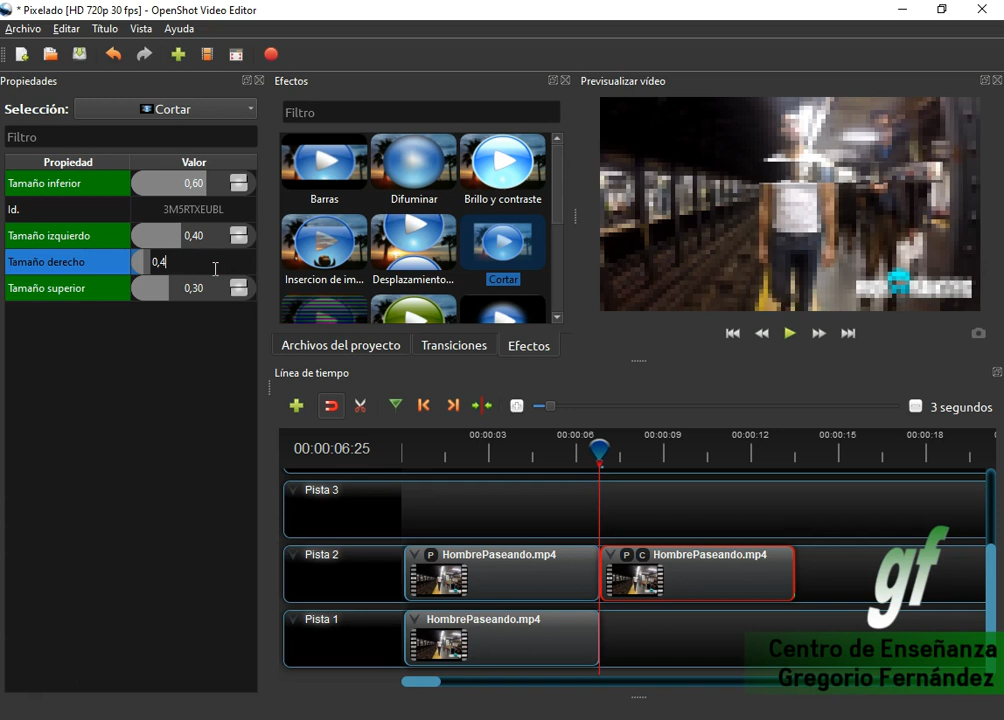 * Pixelado [HD 720p 30 fps] - OpenShot Video Editor
Archivo Editar Título Vista Ayuda
Propiedades
Selección: Cortar
Filtro
Propiedad Valor
Tamaño inferior 0,60
Id. 3M5RTXEUBL
Tamaño izquierdo 0,40
Tamaño derecho 0,4
Tamaño superior 0,30
Efectos
Filtro
Barras Difuminar Brillo y contraste
Insercion de im... Desplazamiento... Cortar
Archivos del proyecto Transiciones Efectos
Previsualizar vídeo
Línea de tiempo
3 segundos
00:00:06:25
00:00:03 00:00:06 00:00:09 00:00:12 00:00:15 00:00:18
Pista 3
Pista 2
P HombrePaseando.mp4
P C HombrePaseando.mp4
Pista 1
HombrePaseando.mp4
gf
Centro de Enseñanza
Gregorio Fernández